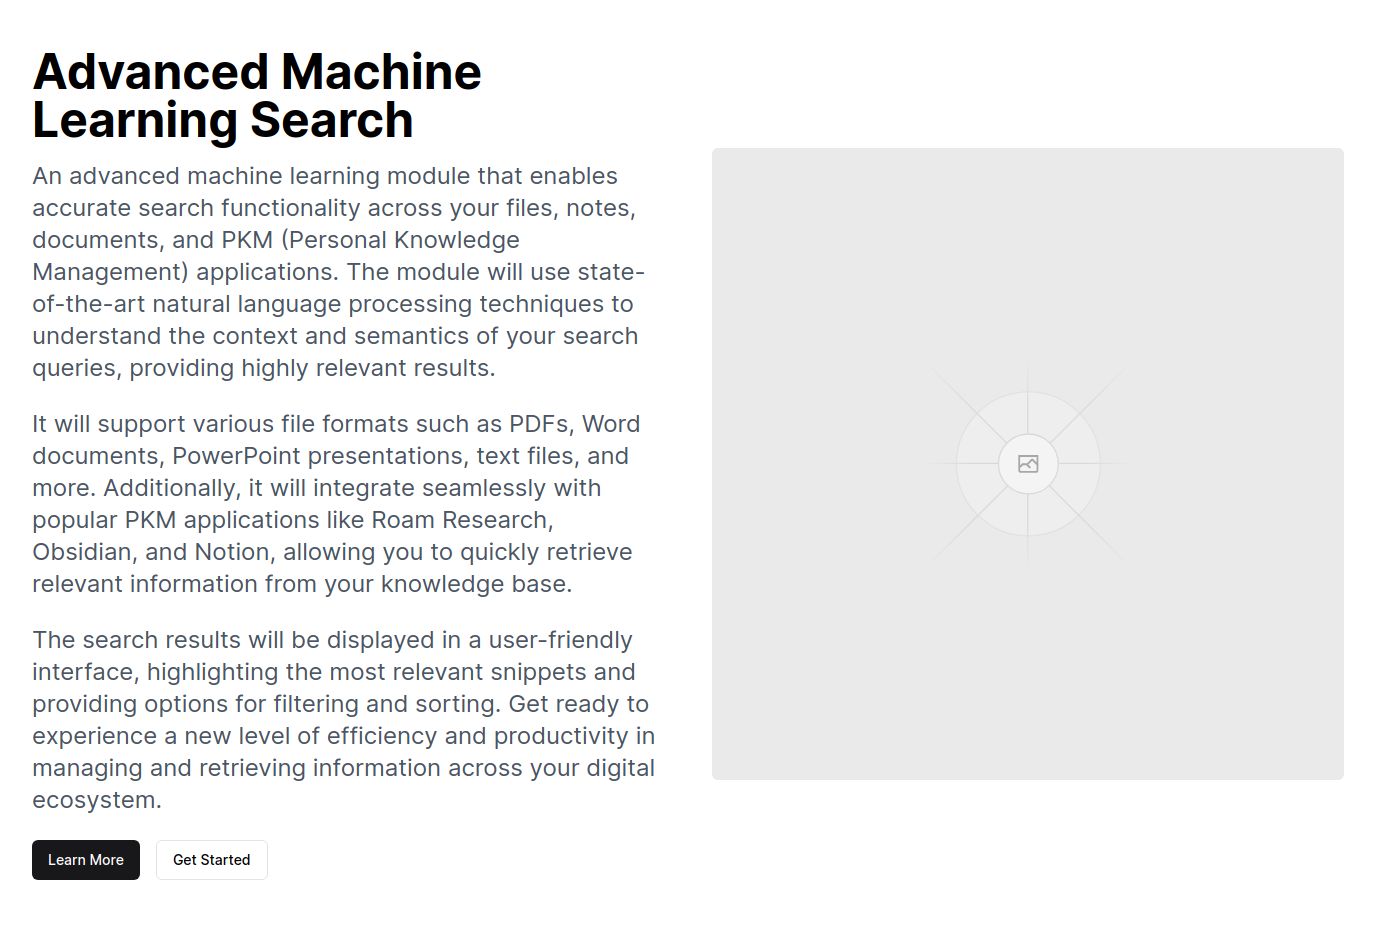 Advanced Machine
Learning Search
An advanced machine learning module that enables
accurate search functionality across your files, notes,
documents, and PKM (Personal Knowledge
Management) applications. The module will use state-
of-the-art natural language processing techniques to
understand the context and semantics of your search
queries, providing highly relevant results.
It will support various file formats such as PDFs, Word
documents, PowerPoint presentations, text files, and
more. Additionally, it will integrate seamlessly with
popular PKM applications like Roam Research,
Obsidian, and Notion, allowing you to quickly retrieve
relevant information from your knowledge base.
The search results will be displayed in a user-friendly
interface, highlighting the most relevant snippets and
providing options for filtering and sorting. Get ready to
experience a new level of efficiency and productivity in
managing and retrieving information across your digital
ecosystem.
Learn More Get Started